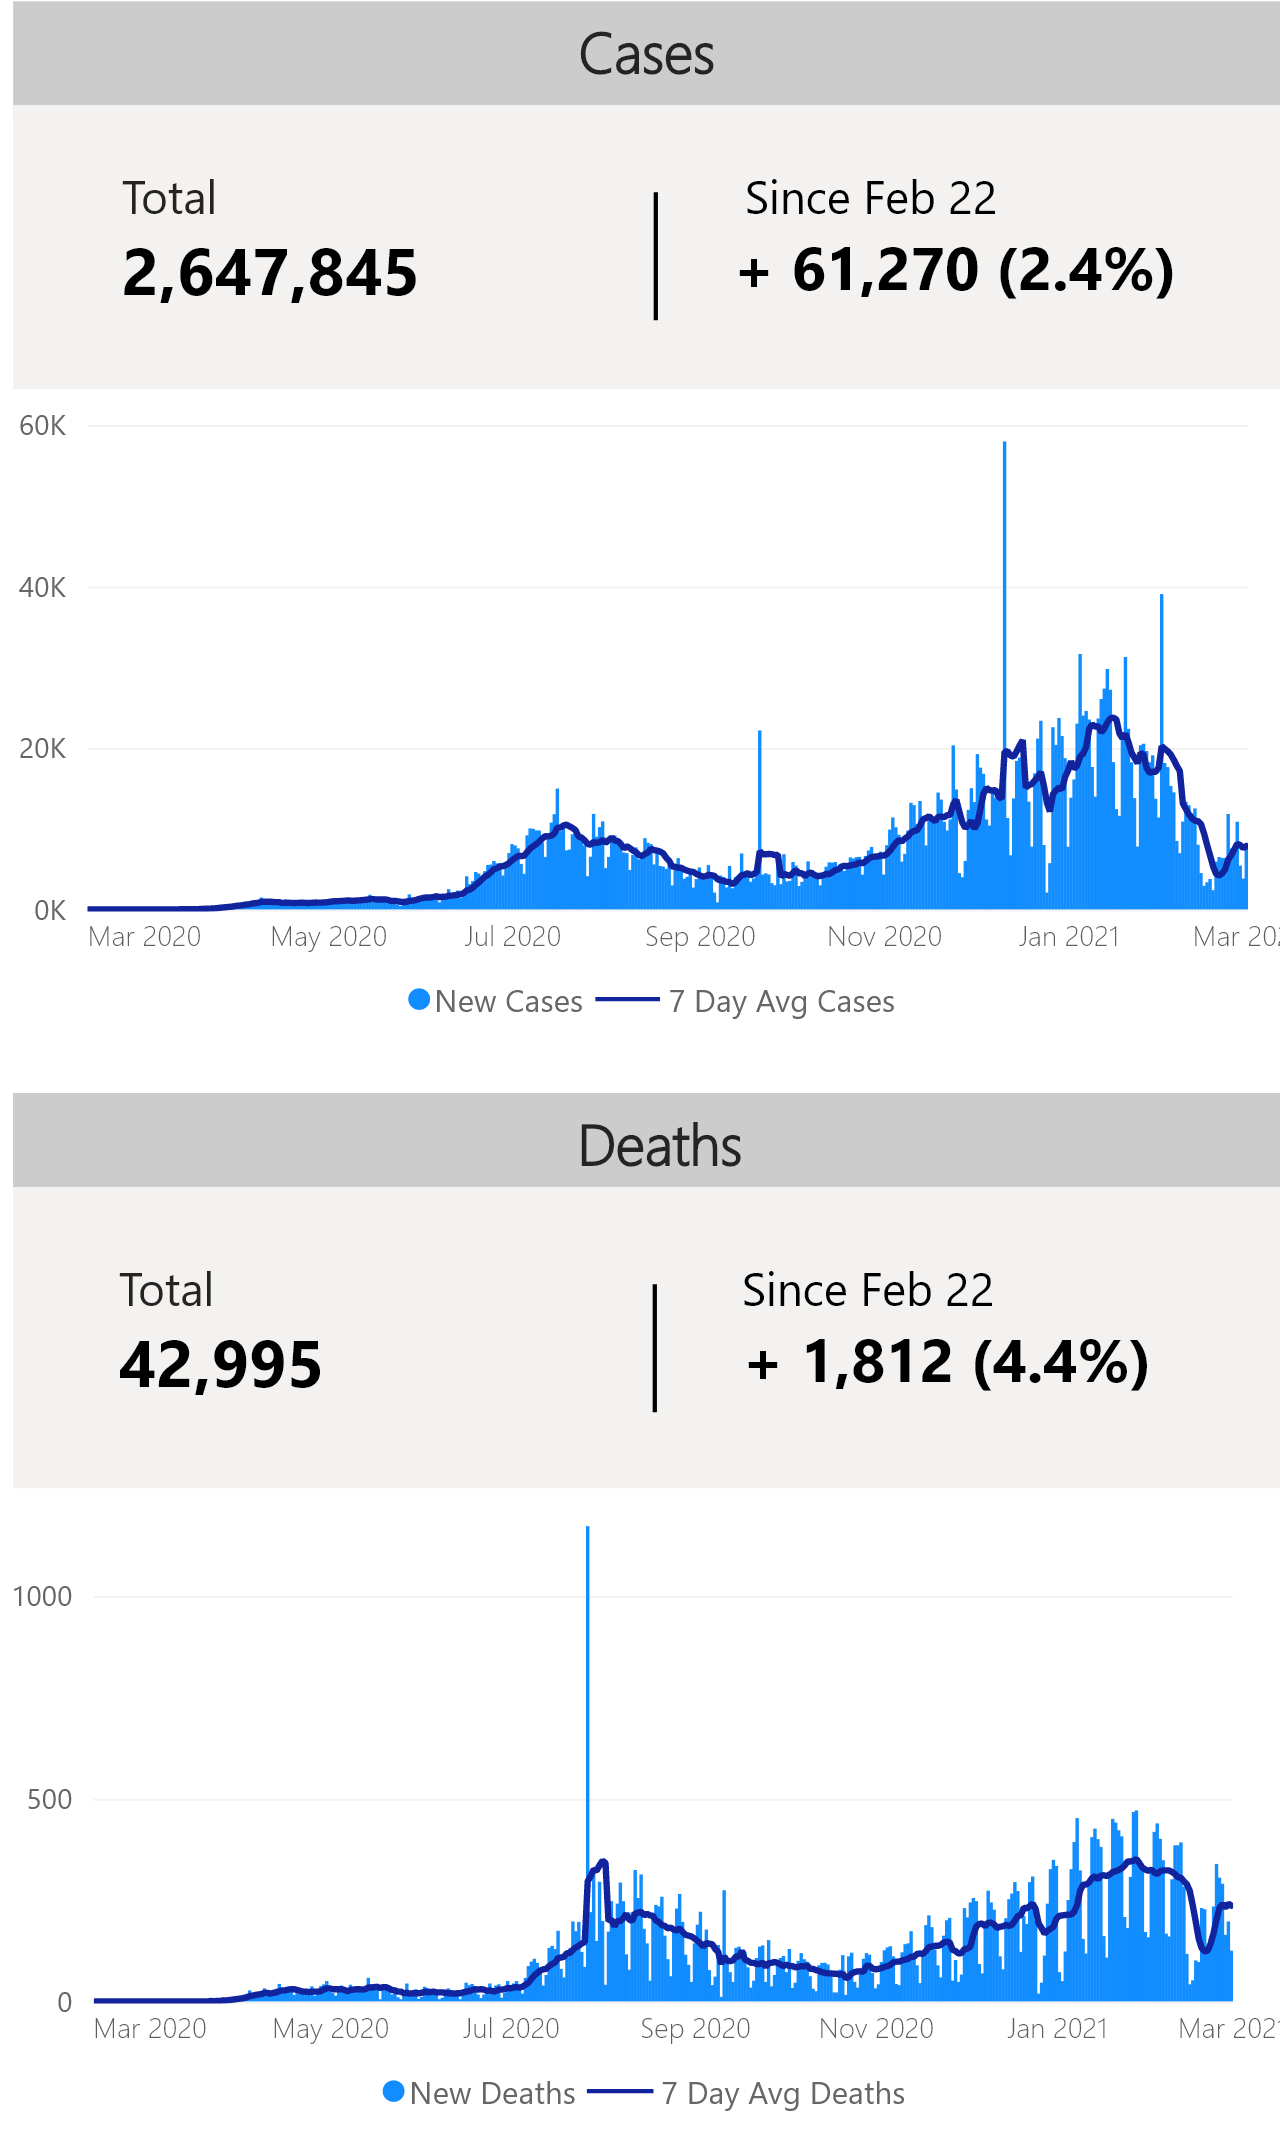 Cases
Total
Since Feb 22
2,647,845
+ 61,270 (2.4%)
60K
40K
20K
0K
Mar 2020 May 2020 Jul 2020 Sep 2020 Nov 2020 Jan 2021 Mar 202
New Cases 7 Day Avg Cases
Deaths
Total
Since Feb 22
42,995
+ 1,812 (4.4%)
1000
500
0
Mar 2020 May 2020 Jul 2020 Sep 2020 Nov 2020 Jan 2021 Mar 2021
New Deaths 7 Day Avg Deaths